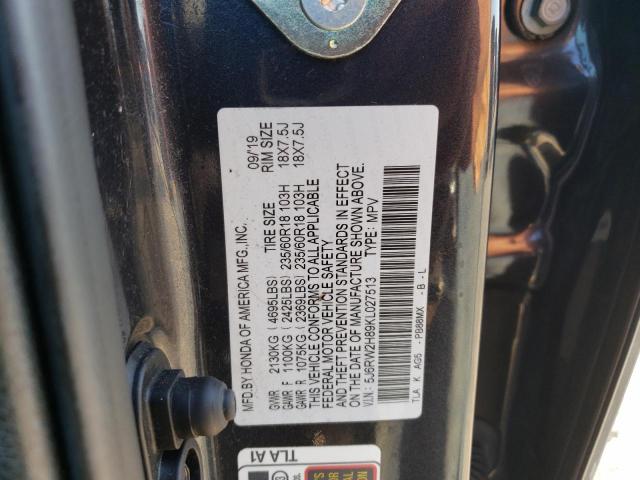 MFD.BY HONDA OF AMERICA MFG.,INC. 09/19
GVWR 2130KG (4695LBS) TIRE SIZE RIM SIZE
GAWR F 1100KG (2425LBS) 235/60R18 103H 18X7.5J
GAWR R 1075KG (2369LBS) 235/60R18 103H 18X7.5J
THIS VEHICLE CONFORMS TO ALL APPLICABLE
FEDERAL MOTOR VEHICLE SAFETY
AND THEFT PREVENTION STANDARDS IN EFFECT
ON THE DATE OF MANUFACTURE SHOWN ABOVE.
V.I.N.: 5J6RW2H89KL027513 TYPE: MPV
TLA K AG5 - PB88MX - B - L
TLA A1